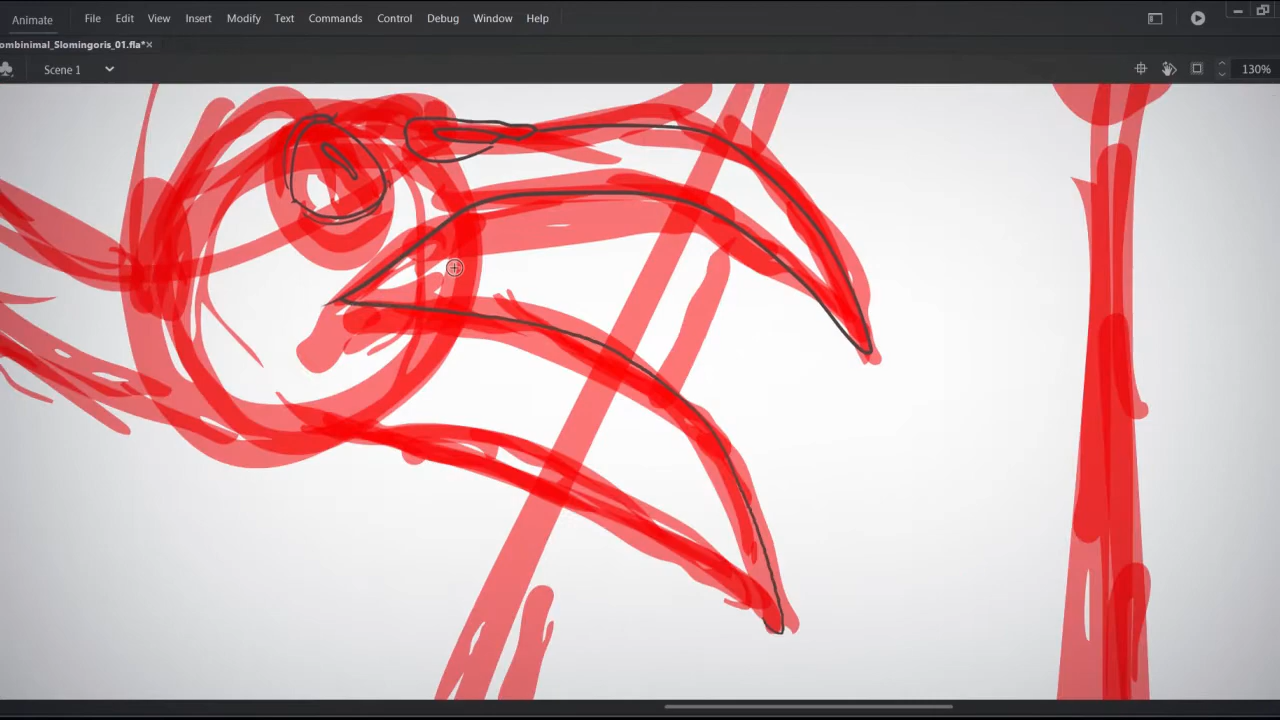 Animate File Edit View Insert Modify Text Commands Control Debug Window Help
ombinimal_Slomingoris_01.fla*
Scene 1 130%